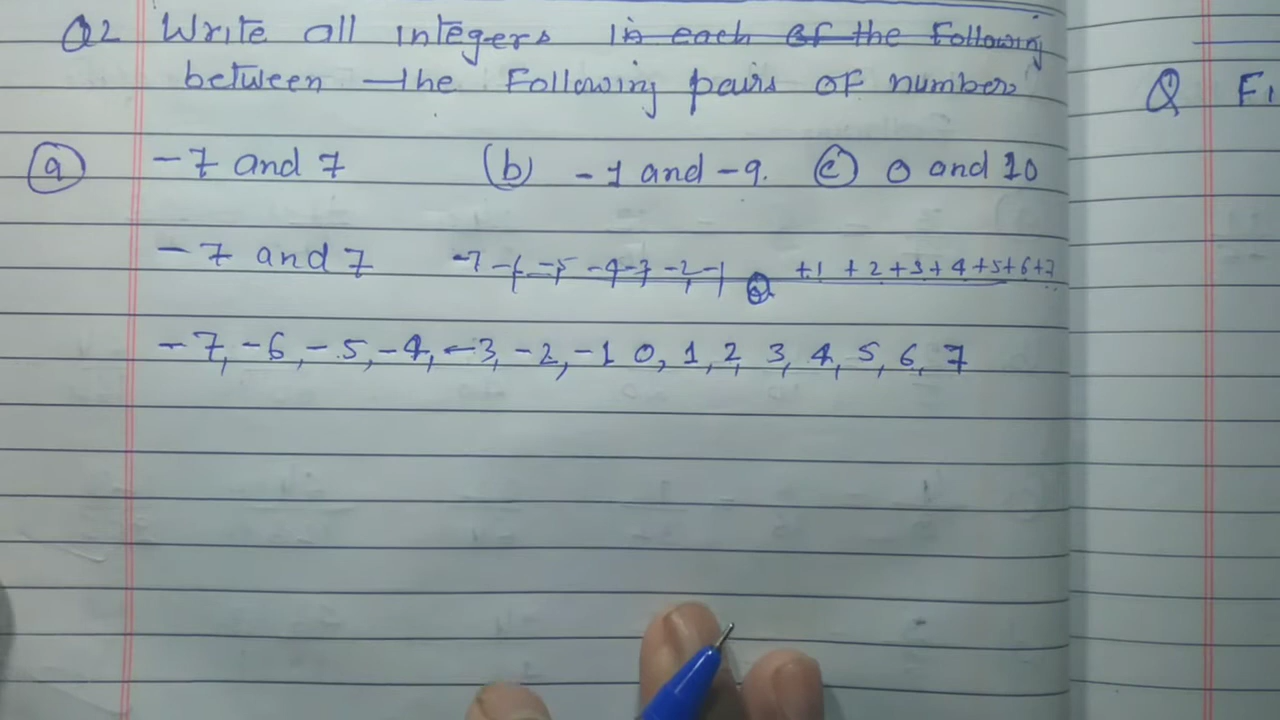 Q2 Write all integers in each of the Following
between the Following pairs of numbers
Q Fi
(a) -7 and 7 (b) -1 and -9. (c) 0 and 10
-7 and 7 -7 -6 -5 -4 -3 -2 -1 0 +1 +2 +3 +4 +5 +6 +7
-7, -6, -5, -4, -3, -2, -1 0, 1, 2, 3, 4, 5, 6, 7